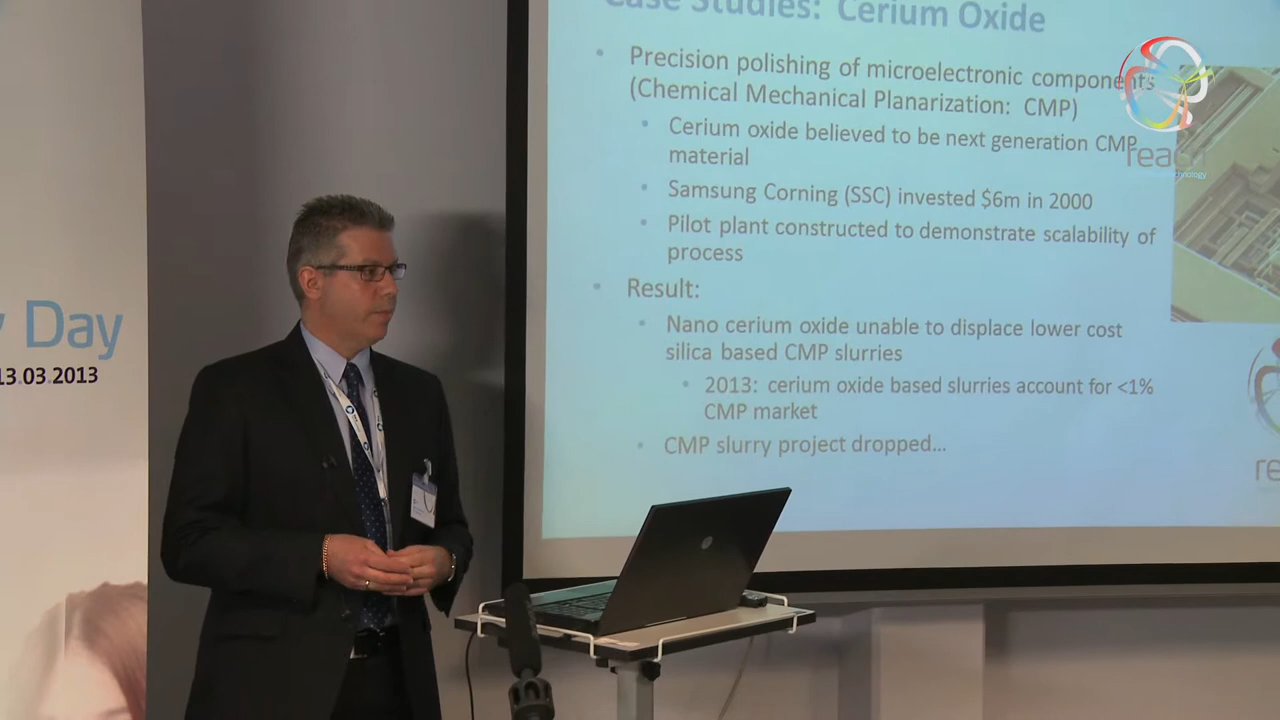 Day
13.03.2013
Case Studies: Cerium Oxide
• Precision polishing of microelectronic components
(Chemical Mechanical Planarization: CMP)
• Cerium oxide believed to be next generation CMP
material
• Samsung Corning (SSC) invested $6m in 2000
• Pilot plant constructed to demonstrate scalability of
process
• Result:
• Nano cerium oxide unable to displace lower cost
silica based CMP slurries
• 2013: cerium oxide based slurries account for <1%
CMP market
• CMP slurry project dropped...
reach
re